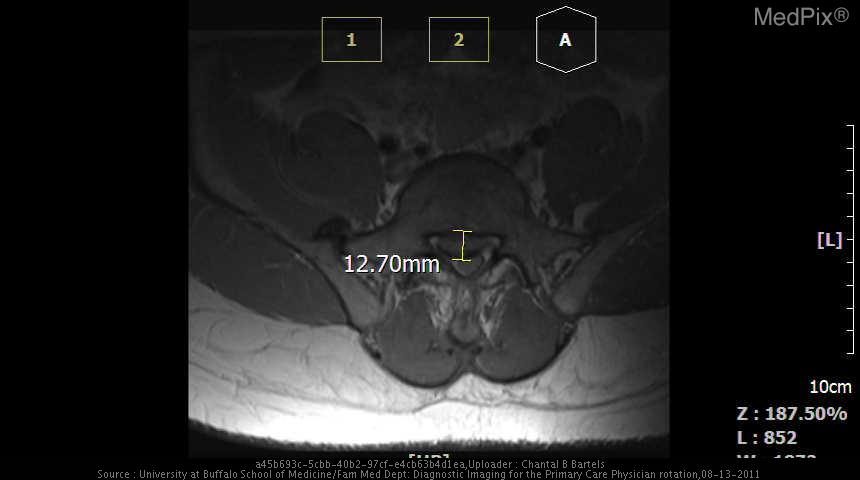 MedPix®
1
2
A
[L]
12.70mm
10cm
Z : 187.50%
L : 852
a45b693c-5cbb-40b2-97cf-e4cb63b4d1ea,Uploader : Chantal B Bartels
Source : University at Buffalo School of Medicine/Fam Med Dept: Diagnostic Imaging for the Primary Care Physician rotation,08-13-2011